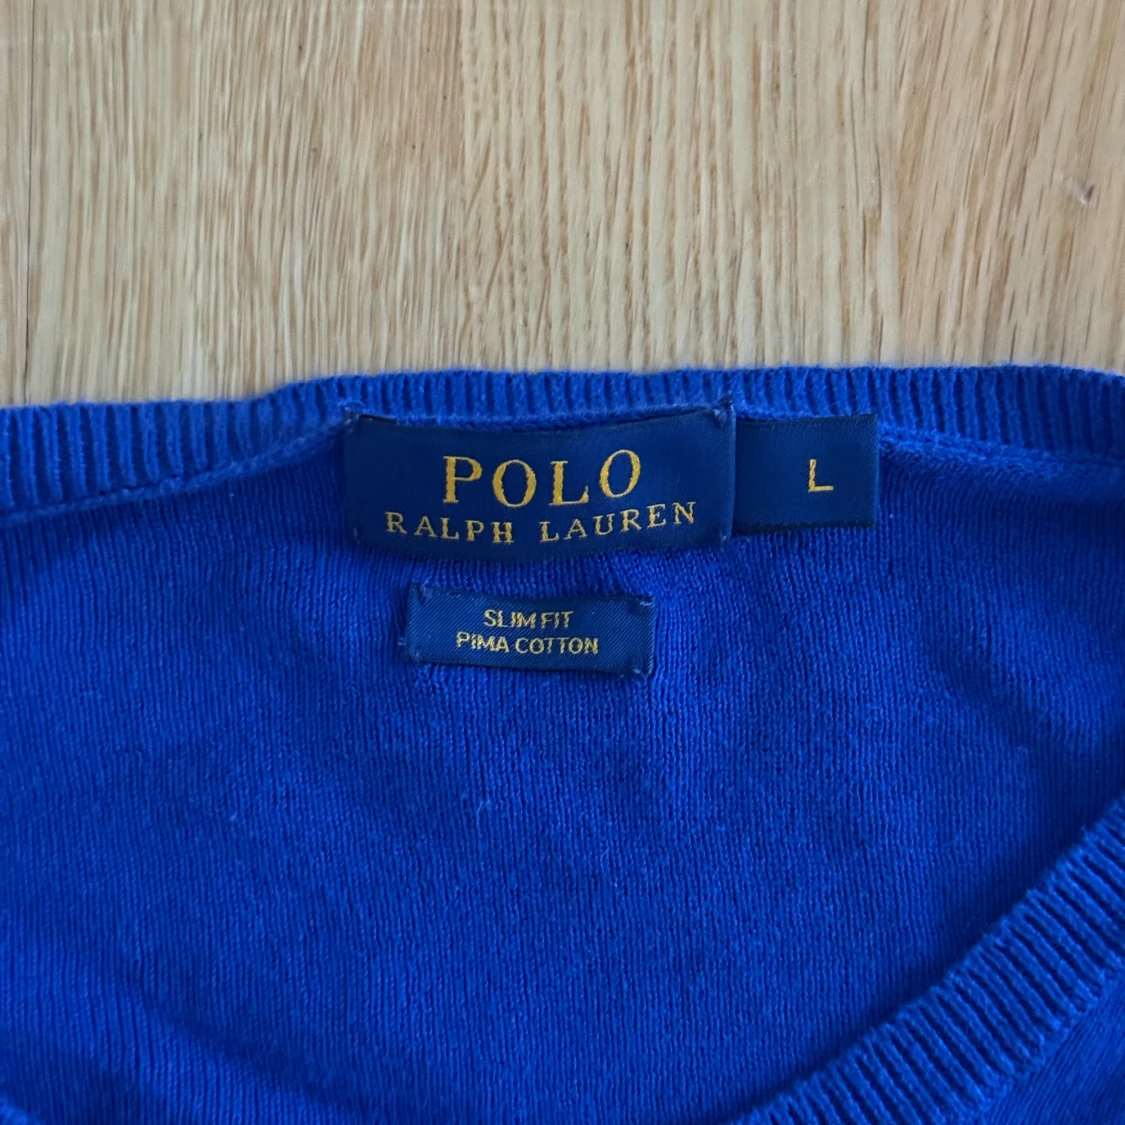 POLO
RALPH LAUREN
L
SLIM FIT
PIMA COTTON